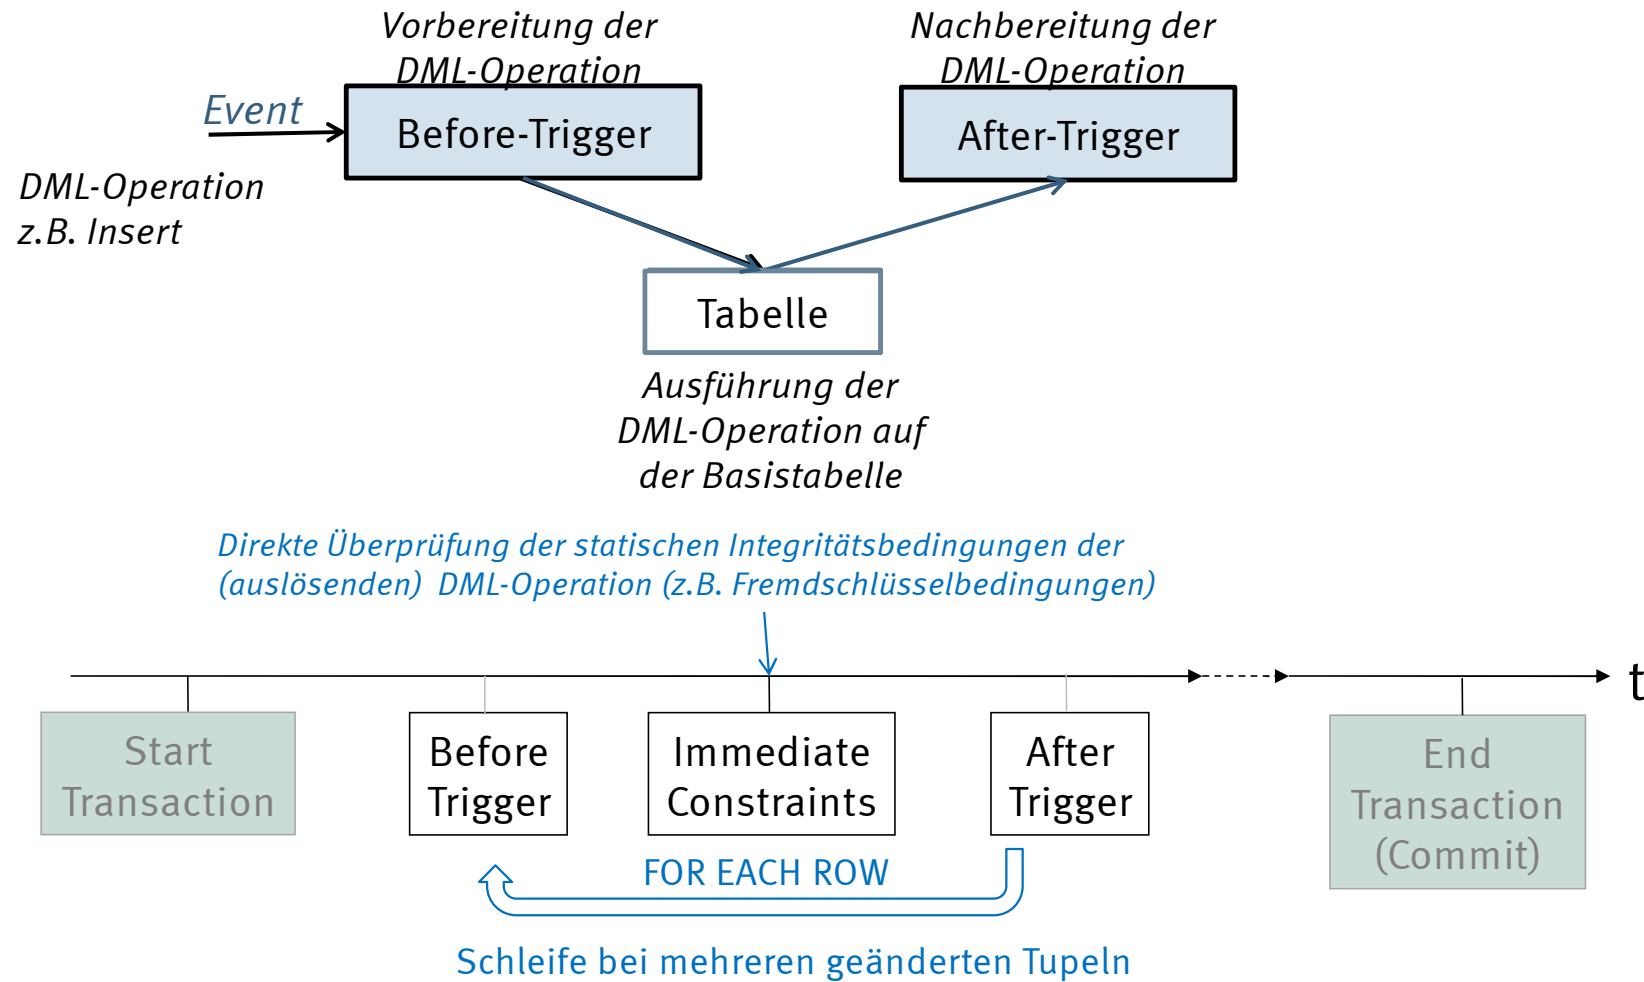 Vorbereitung der
DML-Operation
Nachbereitung der
DML-Operation
Event
Before-Trigger
After-Trigger
DML-Operation
z.B. Insert
Tabelle
Ausführung der
DML-Operation auf
der Basistabelle
Direkte Überprüfung der statischen Integritätsbedingungen der
(auslösenden) DML-Operation (z.B. Fremdschlüsselbedingungen)
t
Start
Transaction
Before
Trigger
Immediate
Constraints
After
Trigger
End
Transaction
(Commit)
FOR EACH ROW
Schleife bei mehreren geänderten Tupeln